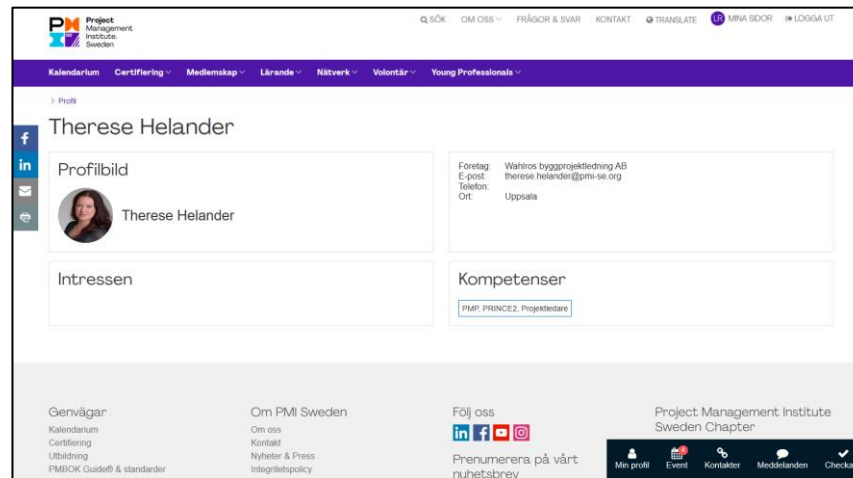 Project
Management
Institute.
Sweden
SÖK OM OSS FRÅGOR & SVAR KONTAKT TRANSLATE LR MINA SIDOR LOGGA UT
Kalendarium Certifiering Medlemskap Lärande Nätverk Volontär Young Professionals
> Profil
Therese Helander
Profilbild
Therese Helander
Företag: Wahlros byggprojektledning AB
E-post: therese.helander@pmi-se.org
Telefon:
Ort: Uppsala
Intressen
Kompetenser
PMP, PRINCE2, Projektledare
Genvägar
Kalendarium
Certifiering
Utbildning
PMBOK Guide® & standarder
Om PMI Sweden
Om oss
Kontakt
Nyheter & Press
Integritetspolicy
Följ oss
Prenumerera på vårt
nyhetsbrev
Project Management Institute
Sweden Chapter
Min profil Event Kontakter Meddelanden Checka